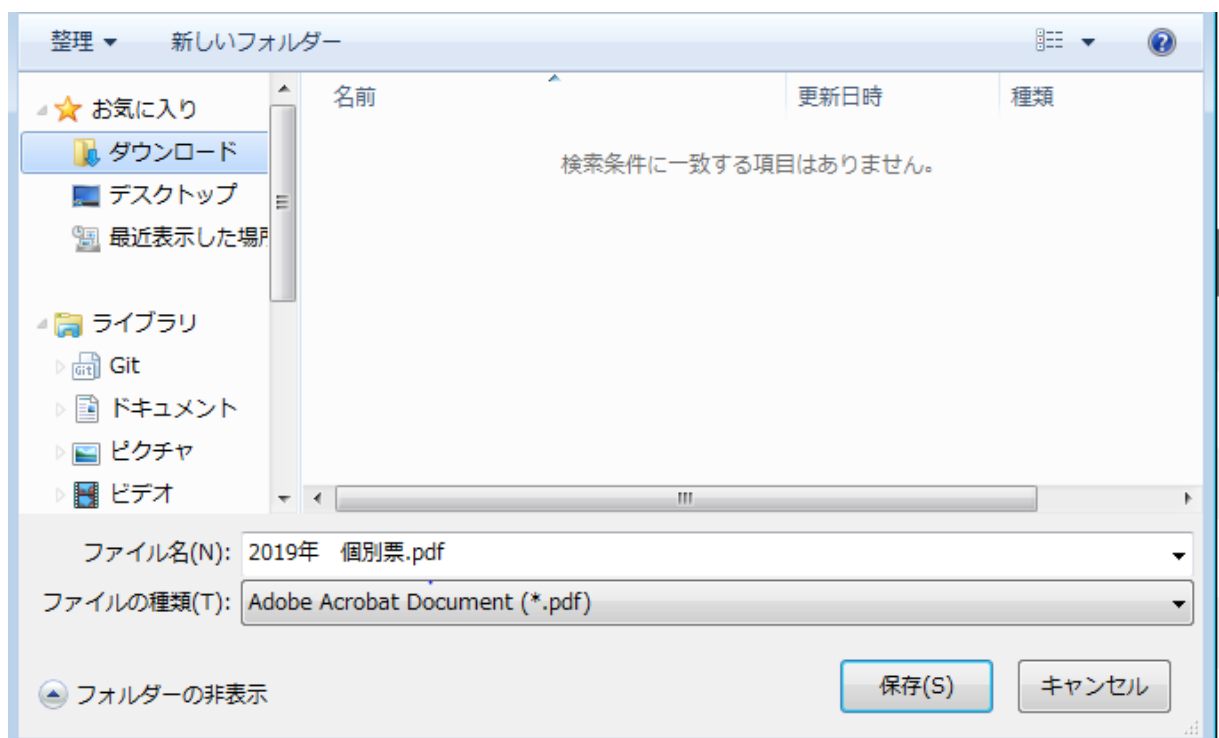 整理 新しいフォルダー
名前 更新日時 種類
お気に入り
ダウンロード
検索条件に一致する項目はありません。
デスクトップ
最近表示した場所
ライブラリ
Git
ドキュメント
ピクチャ
ビデオ
ファイル名(N): 2019年　個別票.pdf
ファイルの種類(T): Adobe Acrobat Document (*.pdf)
フォルダーの非表示 保存(S) キャンセル